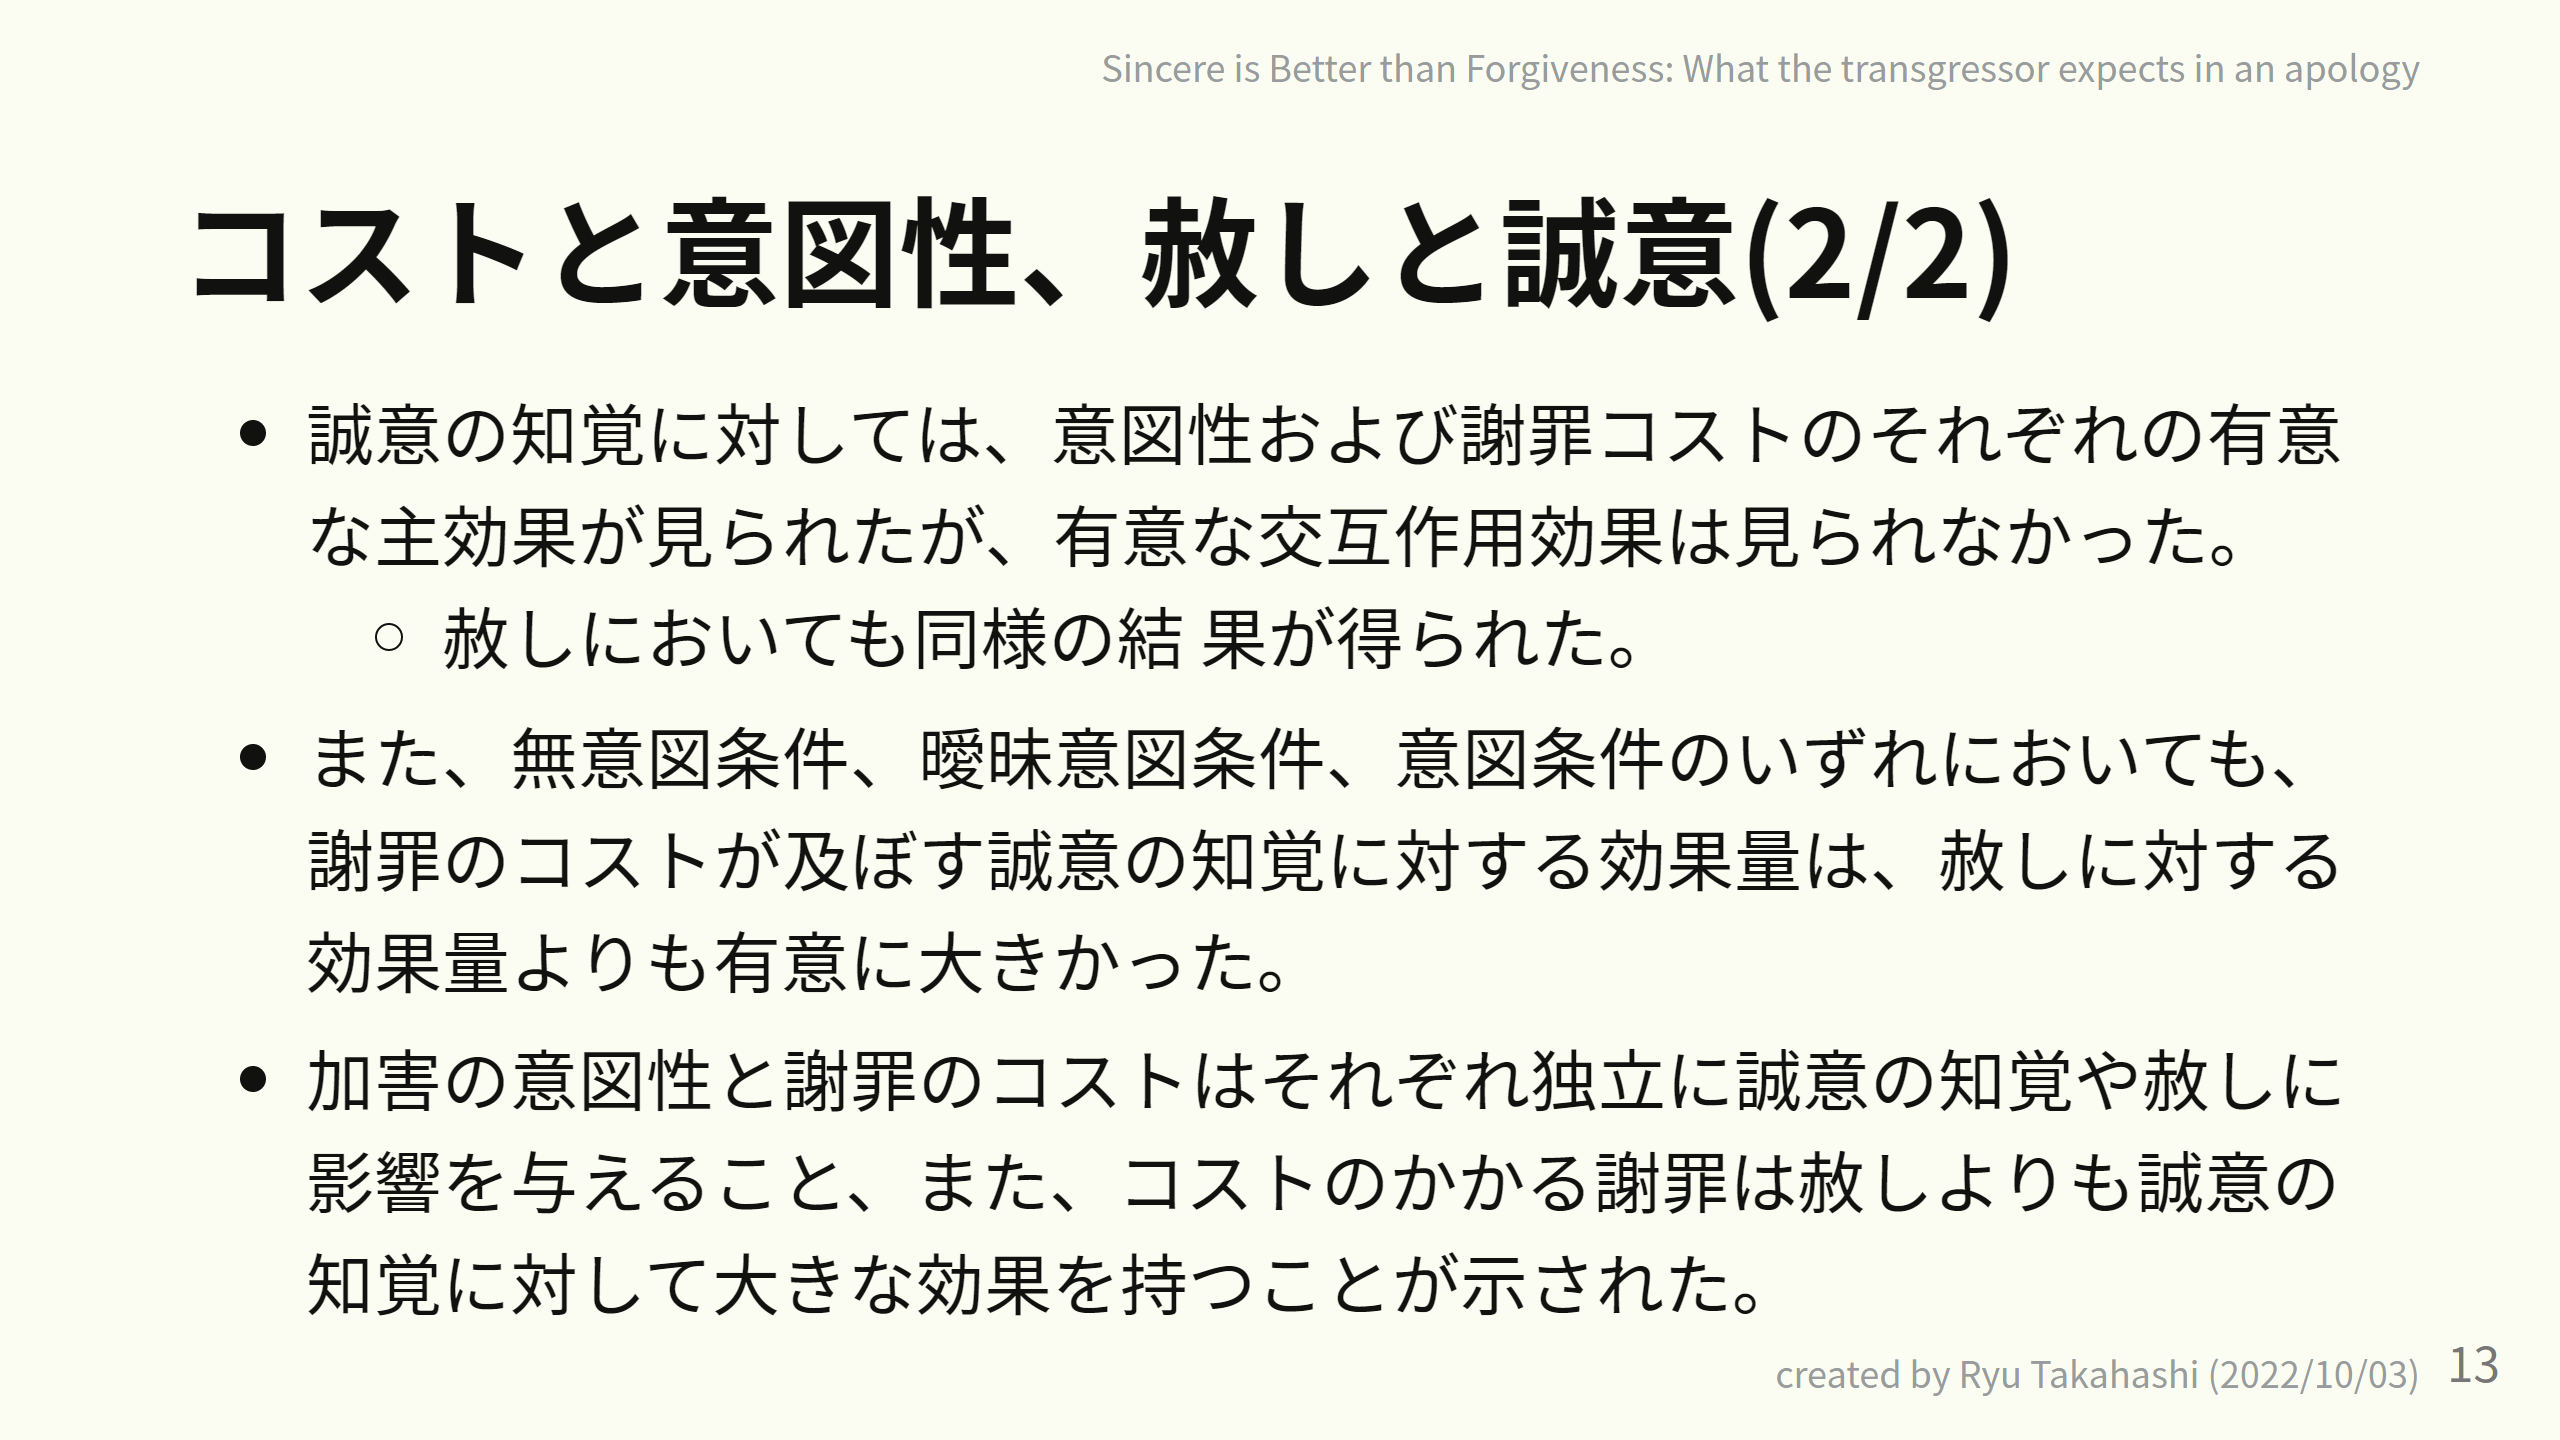 Sincere is Better than Forgiveness: What the transgressor expects in an apology
コストと意図性、赦しと誠意(2/2)
● 誠意の知覚に対しては、意図性および謝罪コストのそれぞれの有意
な主効果が見られたが、有意な交互作用効果は見られなかった。
○ 赦しにおいても同様の結 果が得られた。
● また、無意図条件、曖昧意図条件、意図条件のいずれにおいても、
謝罪のコストが及ぼす誠意の知覚に対する効果量は、赦しに対する
効果量よりも有意に大きかった。
● 加害の意図性と謝罪のコストはそれぞれ独立に誠意の知覚や赦しに
影響を与えること、また、コストのかかる謝罪は赦しよりも誠意の
知覚に対して大きな効果を持つことが示された。
created by Ryu Takahashi (2022/10/03) 13